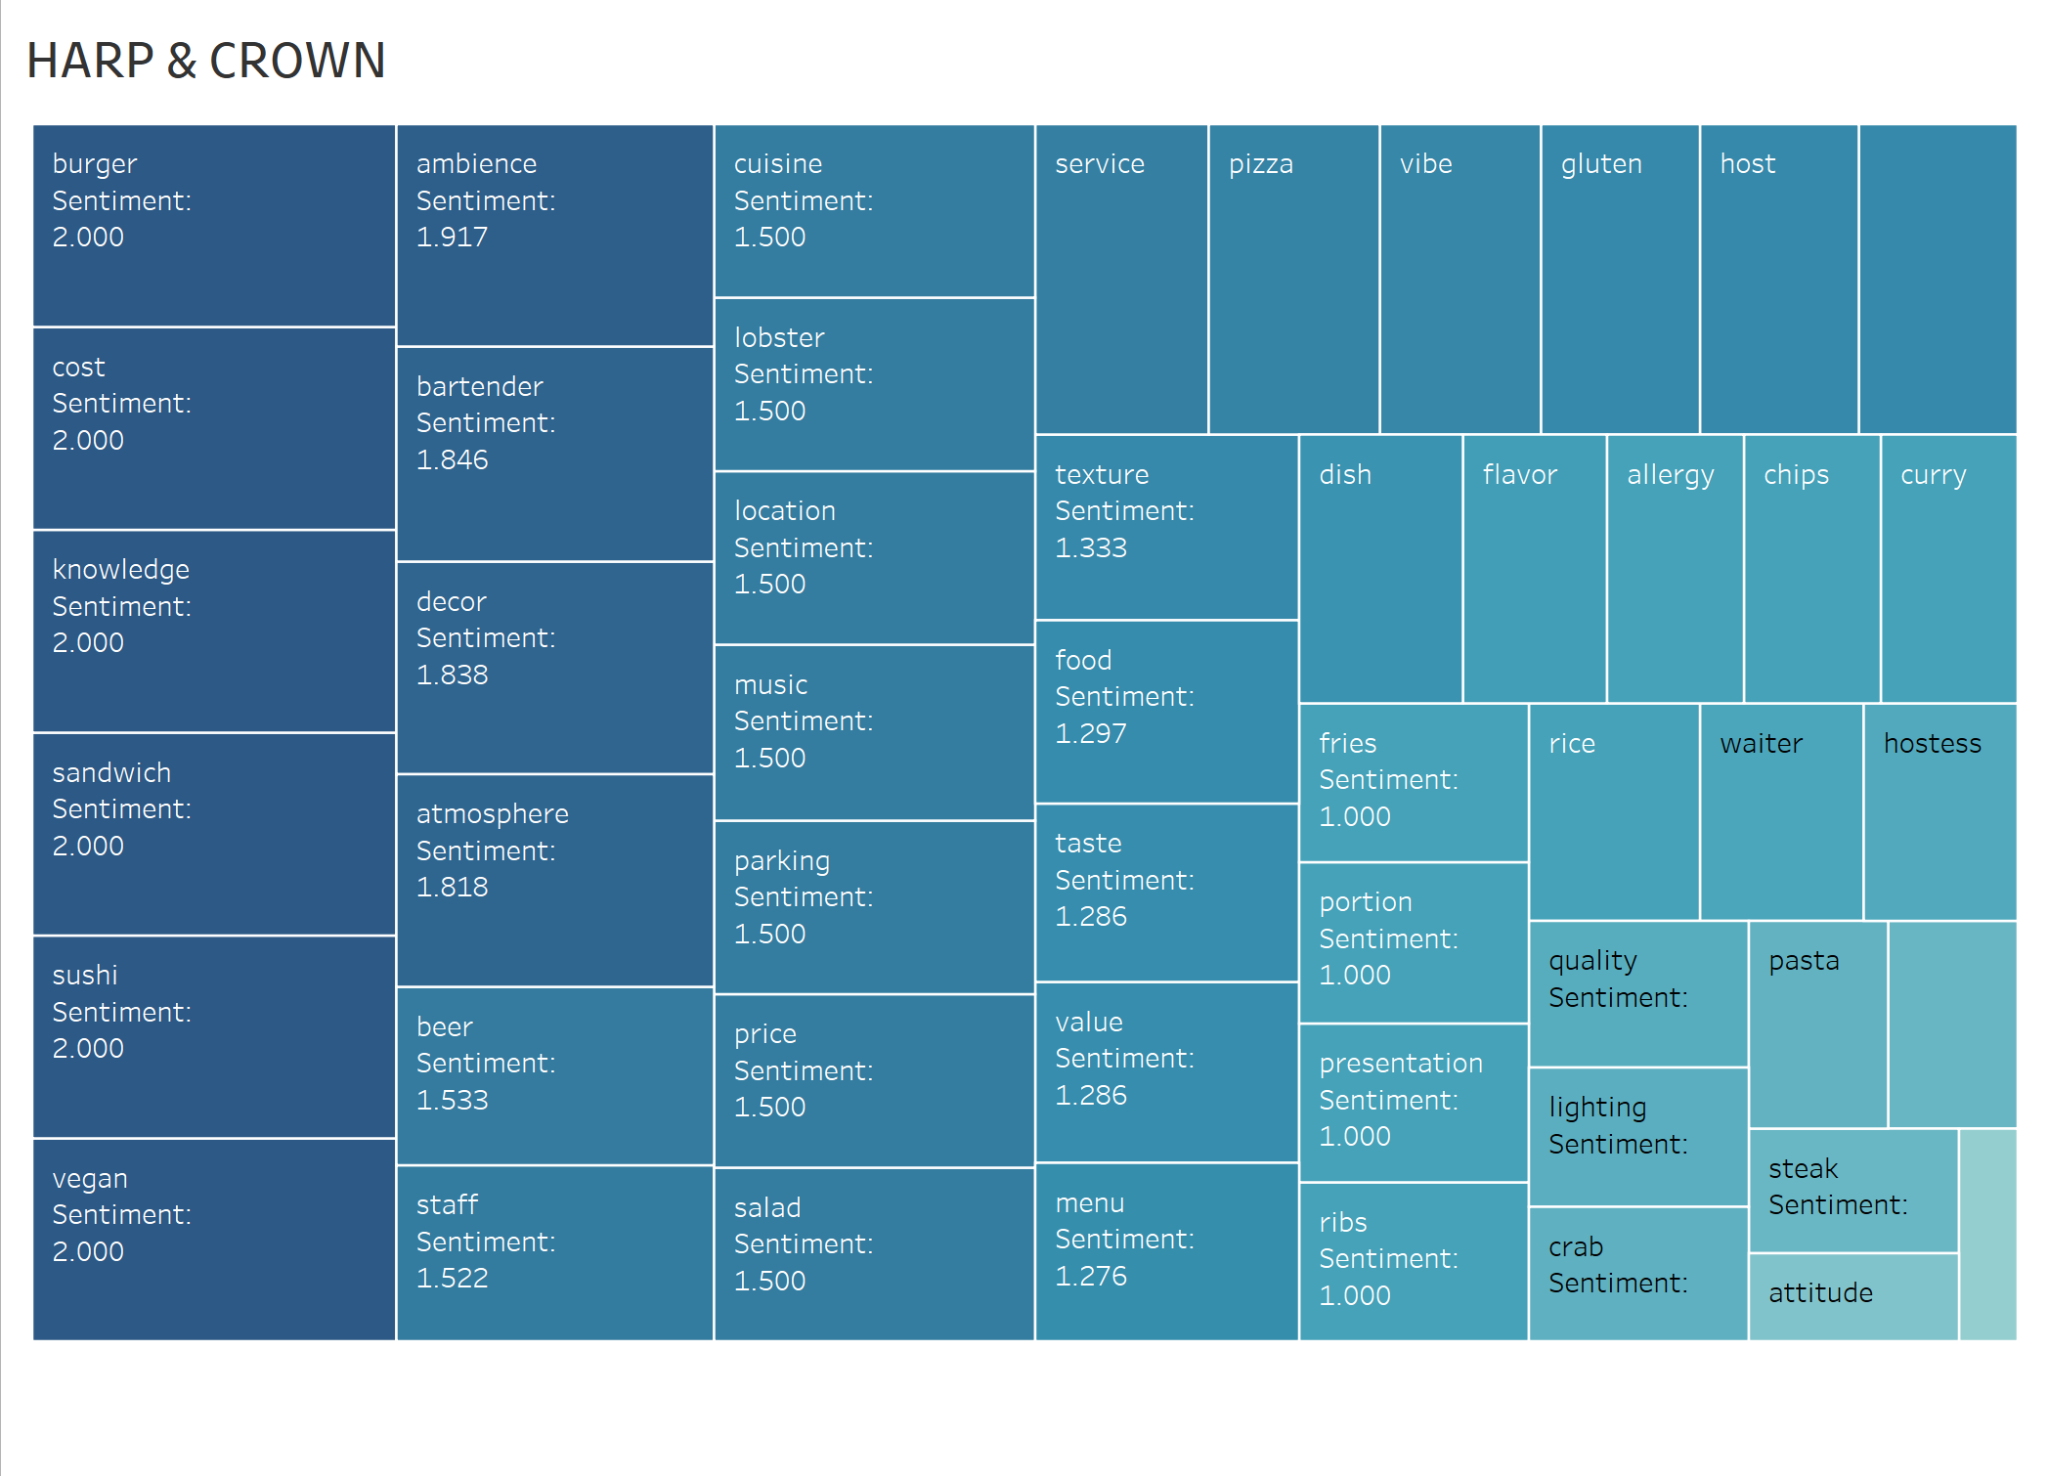 HARP & CROWN
burger
Sentiment:
2.000
cost
Sentiment:
2.000
knowledge
Sentiment:
2.000
sandwich
Sentiment:
2.000
sushi
Sentiment:
2.000
vegan
Sentiment:
2.000
ambience
Sentiment:
1.917
bartender
Sentiment:
1.846
decor
Sentiment:
1.838
atmosphere
Sentiment:
1.818
beer
Sentiment:
1.533
staff
Sentiment:
1.522
cuisine
Sentiment:
1.500
lobster
Sentiment:
1.500
location
Sentiment:
1.500
music
Sentiment:
1.500
parking
Sentiment:
1.500
price
Sentiment:
1.500
salad
Sentiment:
1.500
service
pizza
vibe
gluten
host
texture
Sentiment:
1.333
food
Sentiment:
1.297
taste
Sentiment:
1.286
value
Sentiment:
1.286
menu
Sentiment:
1.276
dish
flavor
allergy
chips
curry
fries
Sentiment:
1.000
portion
Sentiment:
1.000
presentation
Sentiment:
1.000
ribs
Sentiment:
1.000
rice
waiter
hostess
quality
Sentiment:
lighting
Sentiment:
crab
Sentiment:
pasta
steak
Sentiment:
attitude